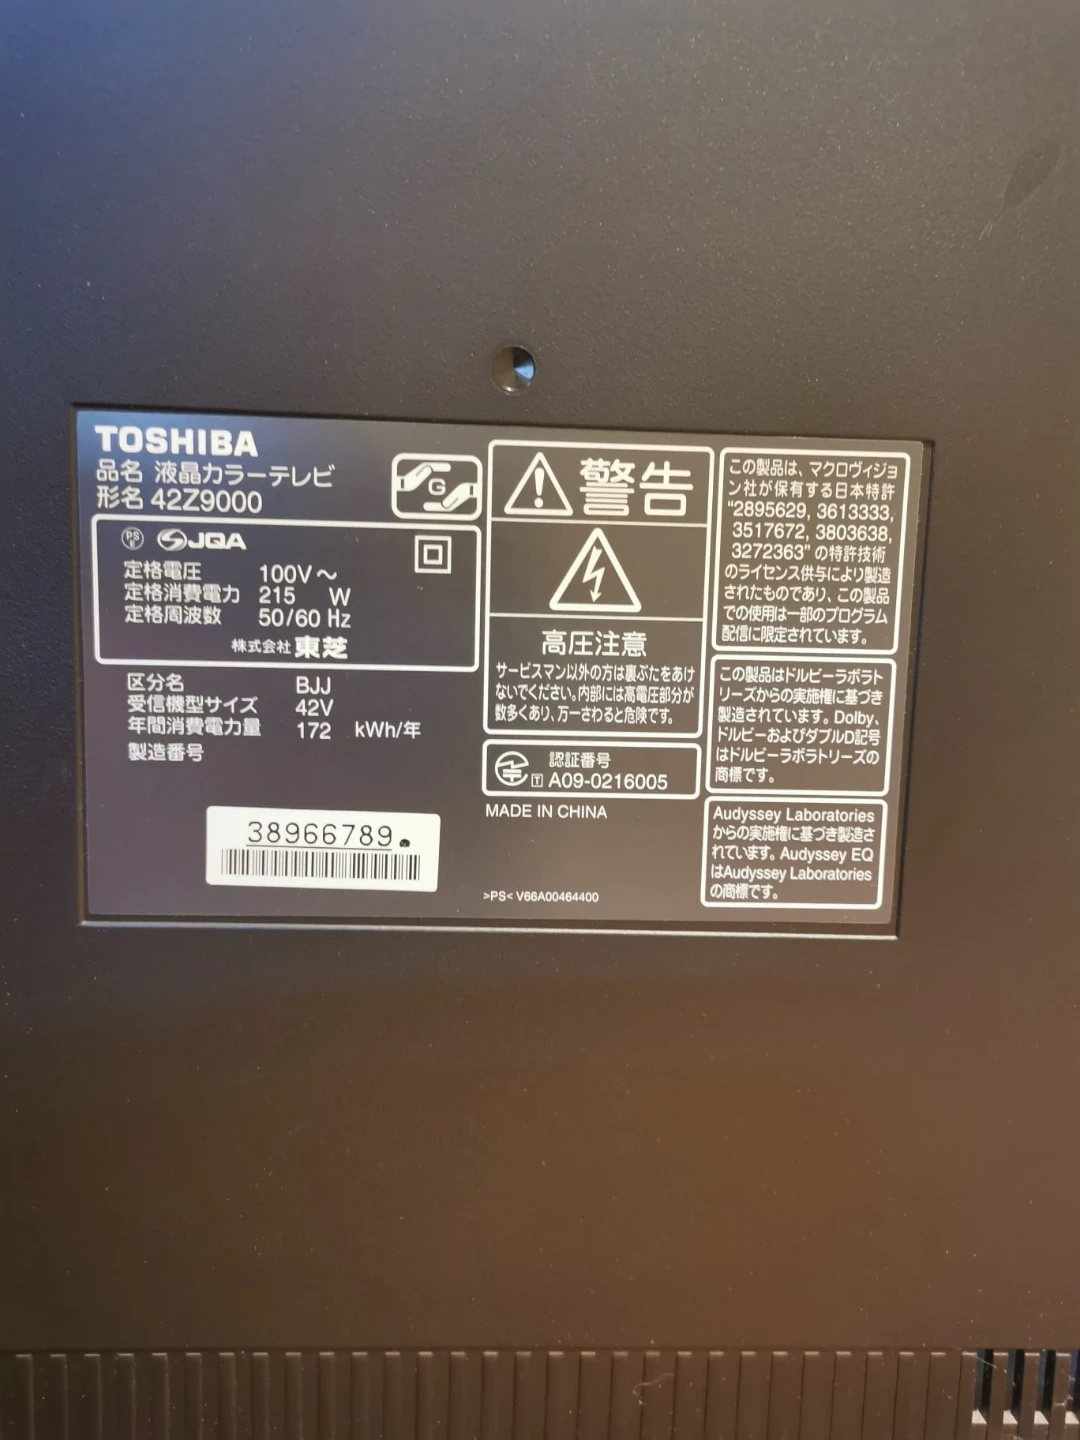 TOSHIBA
品名 液晶カラーテレビ
形名 42Z9000
G
PS
E
JQA
定格電圧 100V～
定格消費電力 215 W
定格周波数 50/60 Hz
株式会社 東芝
区分名 BJJ
受信機型サイズ 42V
年間消費電力量 172 kWh/年
製造番号
38966789
警告
高圧注意
サービスマン以外の方は裏ぶたをあけ
ないでください。内部には高電圧部分が
数多くあり、万一さわると危険です。
認証番号
T A09-0216005
MADE IN CHINA
>PS< V66A00464400
この製品は、マクロヴィジョ
ン社が保有する日本特許
“2895629, 3613333,
3517672, 3803638,
3272363” の特許技術
のライセンス供与により製造
されたものであり、この製品
での使用は一部のプログラム
配信に限定されています。
この製品はドルビーラボラト
リーズからの実施権に基づき
製造されています。Dolby、
ドルビーおよびダブルD記号
はドルビーラボラトリーズの
商標です。
Audyssey Laboratories
からの実施権に基づき製造さ
れています。Audyssey EQ
はAudyssey Laboratories
の商標です。